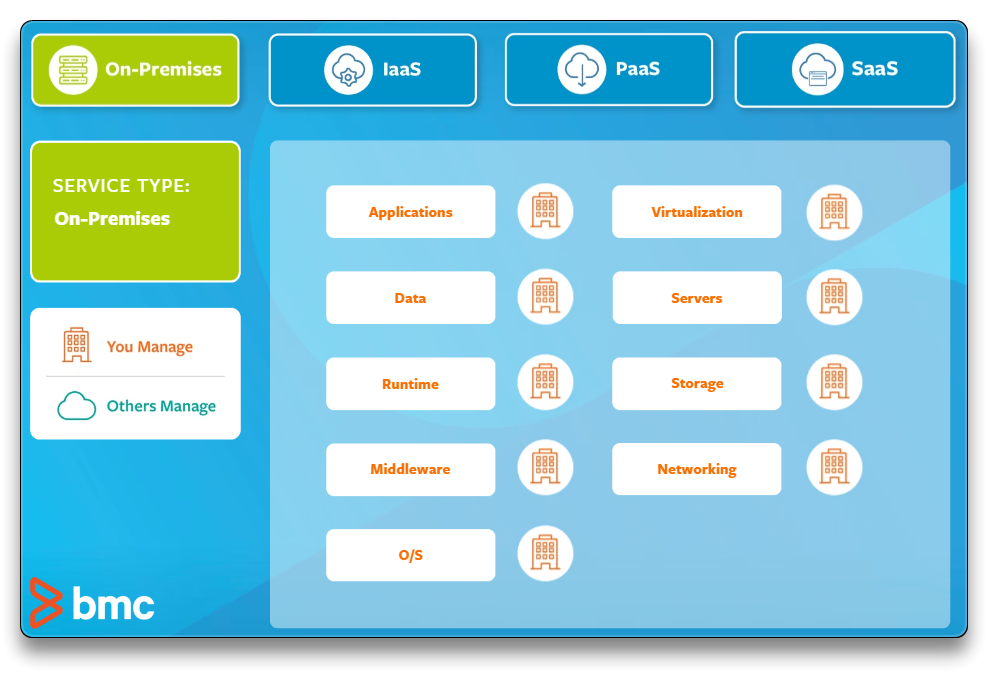 On-Premises
IaaS
PaaS
SaaS
SERVICE TYPE:
On-Premises
You Manage
Others Manage
Applications
Virtualization
Data
Servers
Runtime
Storage
Middleware
Networking
O/S
bmc